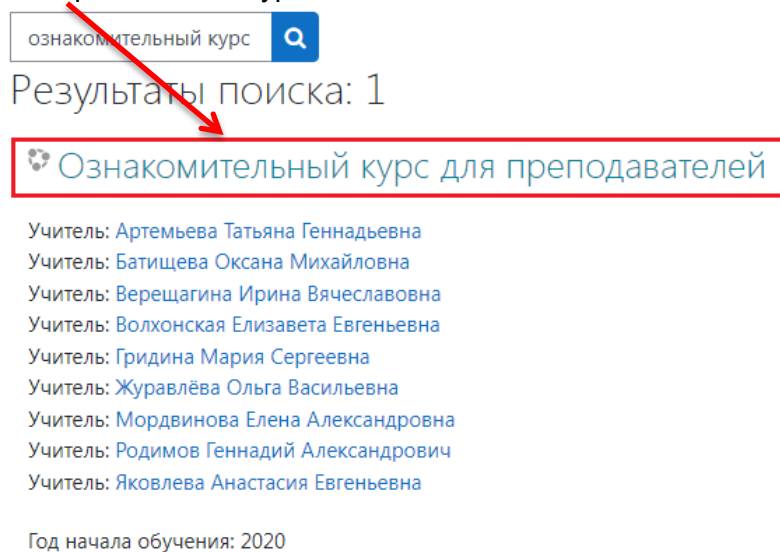 ознакомительный курс
Результаты поиска: 1
Ознакомительный курс для преподавателей
Учитель: Артемьева Татьяна Геннадьевна
Учитель: Батищева Оксана Михайловна
Учитель: Верещагина Ирина Вячеславовна
Учитель: Волхонская Елизавета Евгеньевна
Учитель: Гридина Мария Сергеевна
Учитель: Журавлёва Ольга Васильевна
Учитель: Мордвинова Елена Александровна
Учитель: Родимов Геннадий Александрович
Учитель: Яковлева Анастасия Евгеньевна
Год начала обучения: 2020